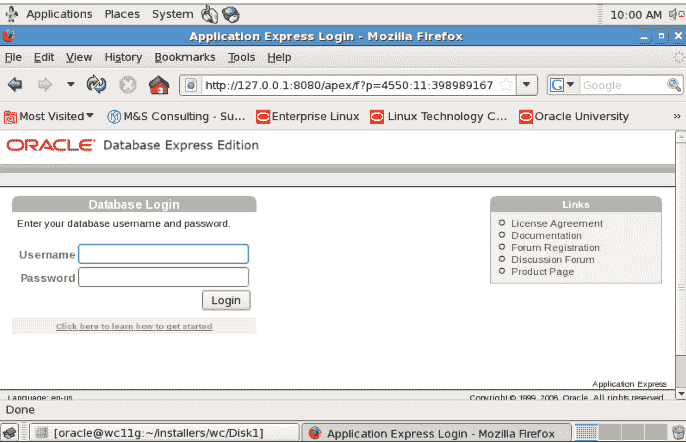 Applications Places System 10:00 AM
Application Express Login - Mozilla Firefox
File Edit View History Bookmarks Tools Help
http://127.0.0.1:8080/apex/f?p=4550:11:398989167 G Google
Most Visited M&S Consulting - Su... Enterprise Linux Linux Technology C... Oracle University »
ORACLE Database Express Edition
Database Login
Enter your database username and password.
Username
Password
Login
Click here to learn how to get started
Links
License Agreement
Documentation
Forum Registration
Discussion Forum
Product Page
Application Express
Language: en-us Copyright © 1999, 2006, Oracle. All rights reserved.
Done
[oracle@wc11g:~/installers/wc/Disk1] Application Express Login - Mozilla Firefox